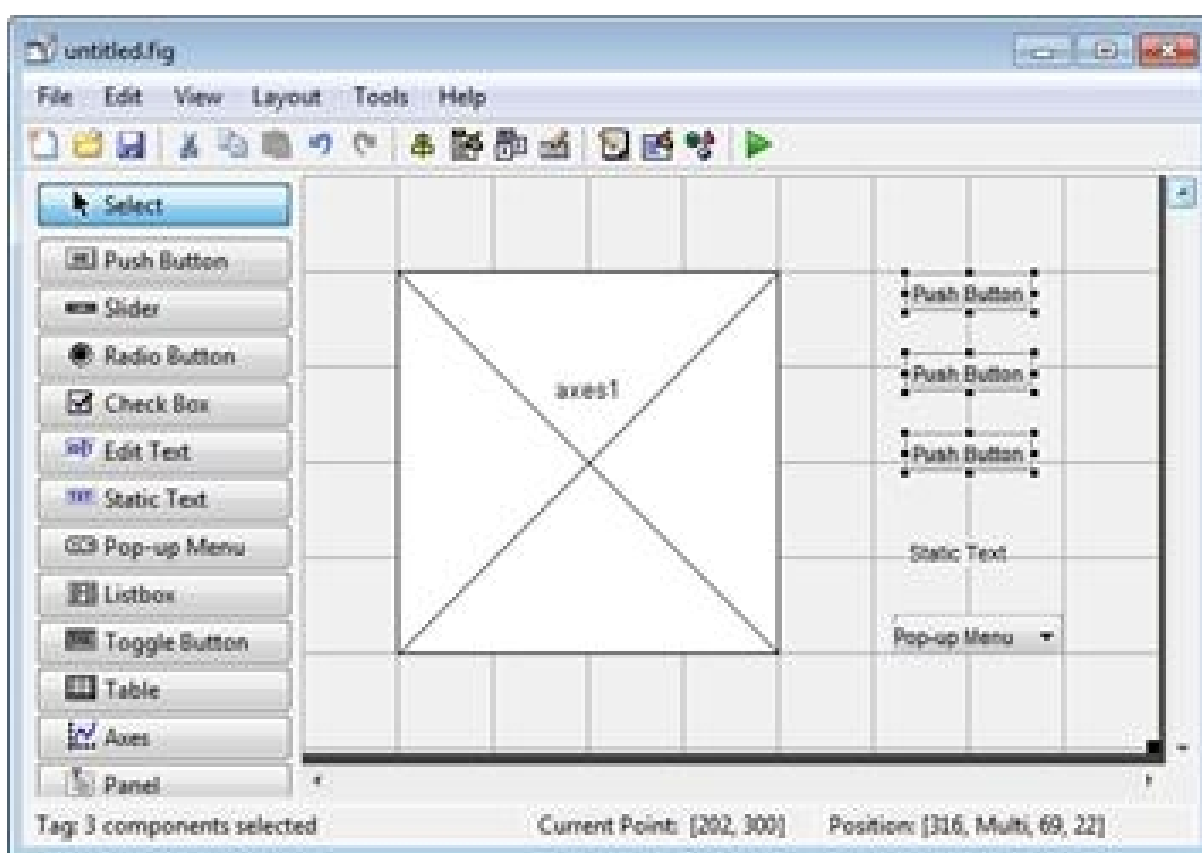 untitled.fig
File Edit View Layout Tools Help
Select
Push Button
Slider
Radio Button
Check Box
Edit Text
Static Text
Pop-up Menu
Listbox
Toggle Button
Table
Axes
Panel
axes1
Push Button
Push Button
Push Button
Static Text
Pop-up Menu
Tag: 3 components selected Current Point: [202, 300] Position: [316, Multi, 69, 22]